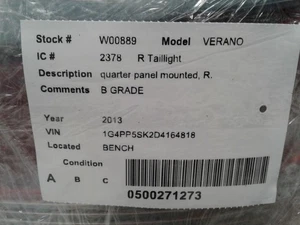 Stock # W00889 Model VERANO
IC # 2378 R Taillight
Description quarter panel mounted, R.
Comments B GRADE
Year 2013
VIN 1G4PP5SK2D4164818
Located BENCH
Condition
A B C
0500271273